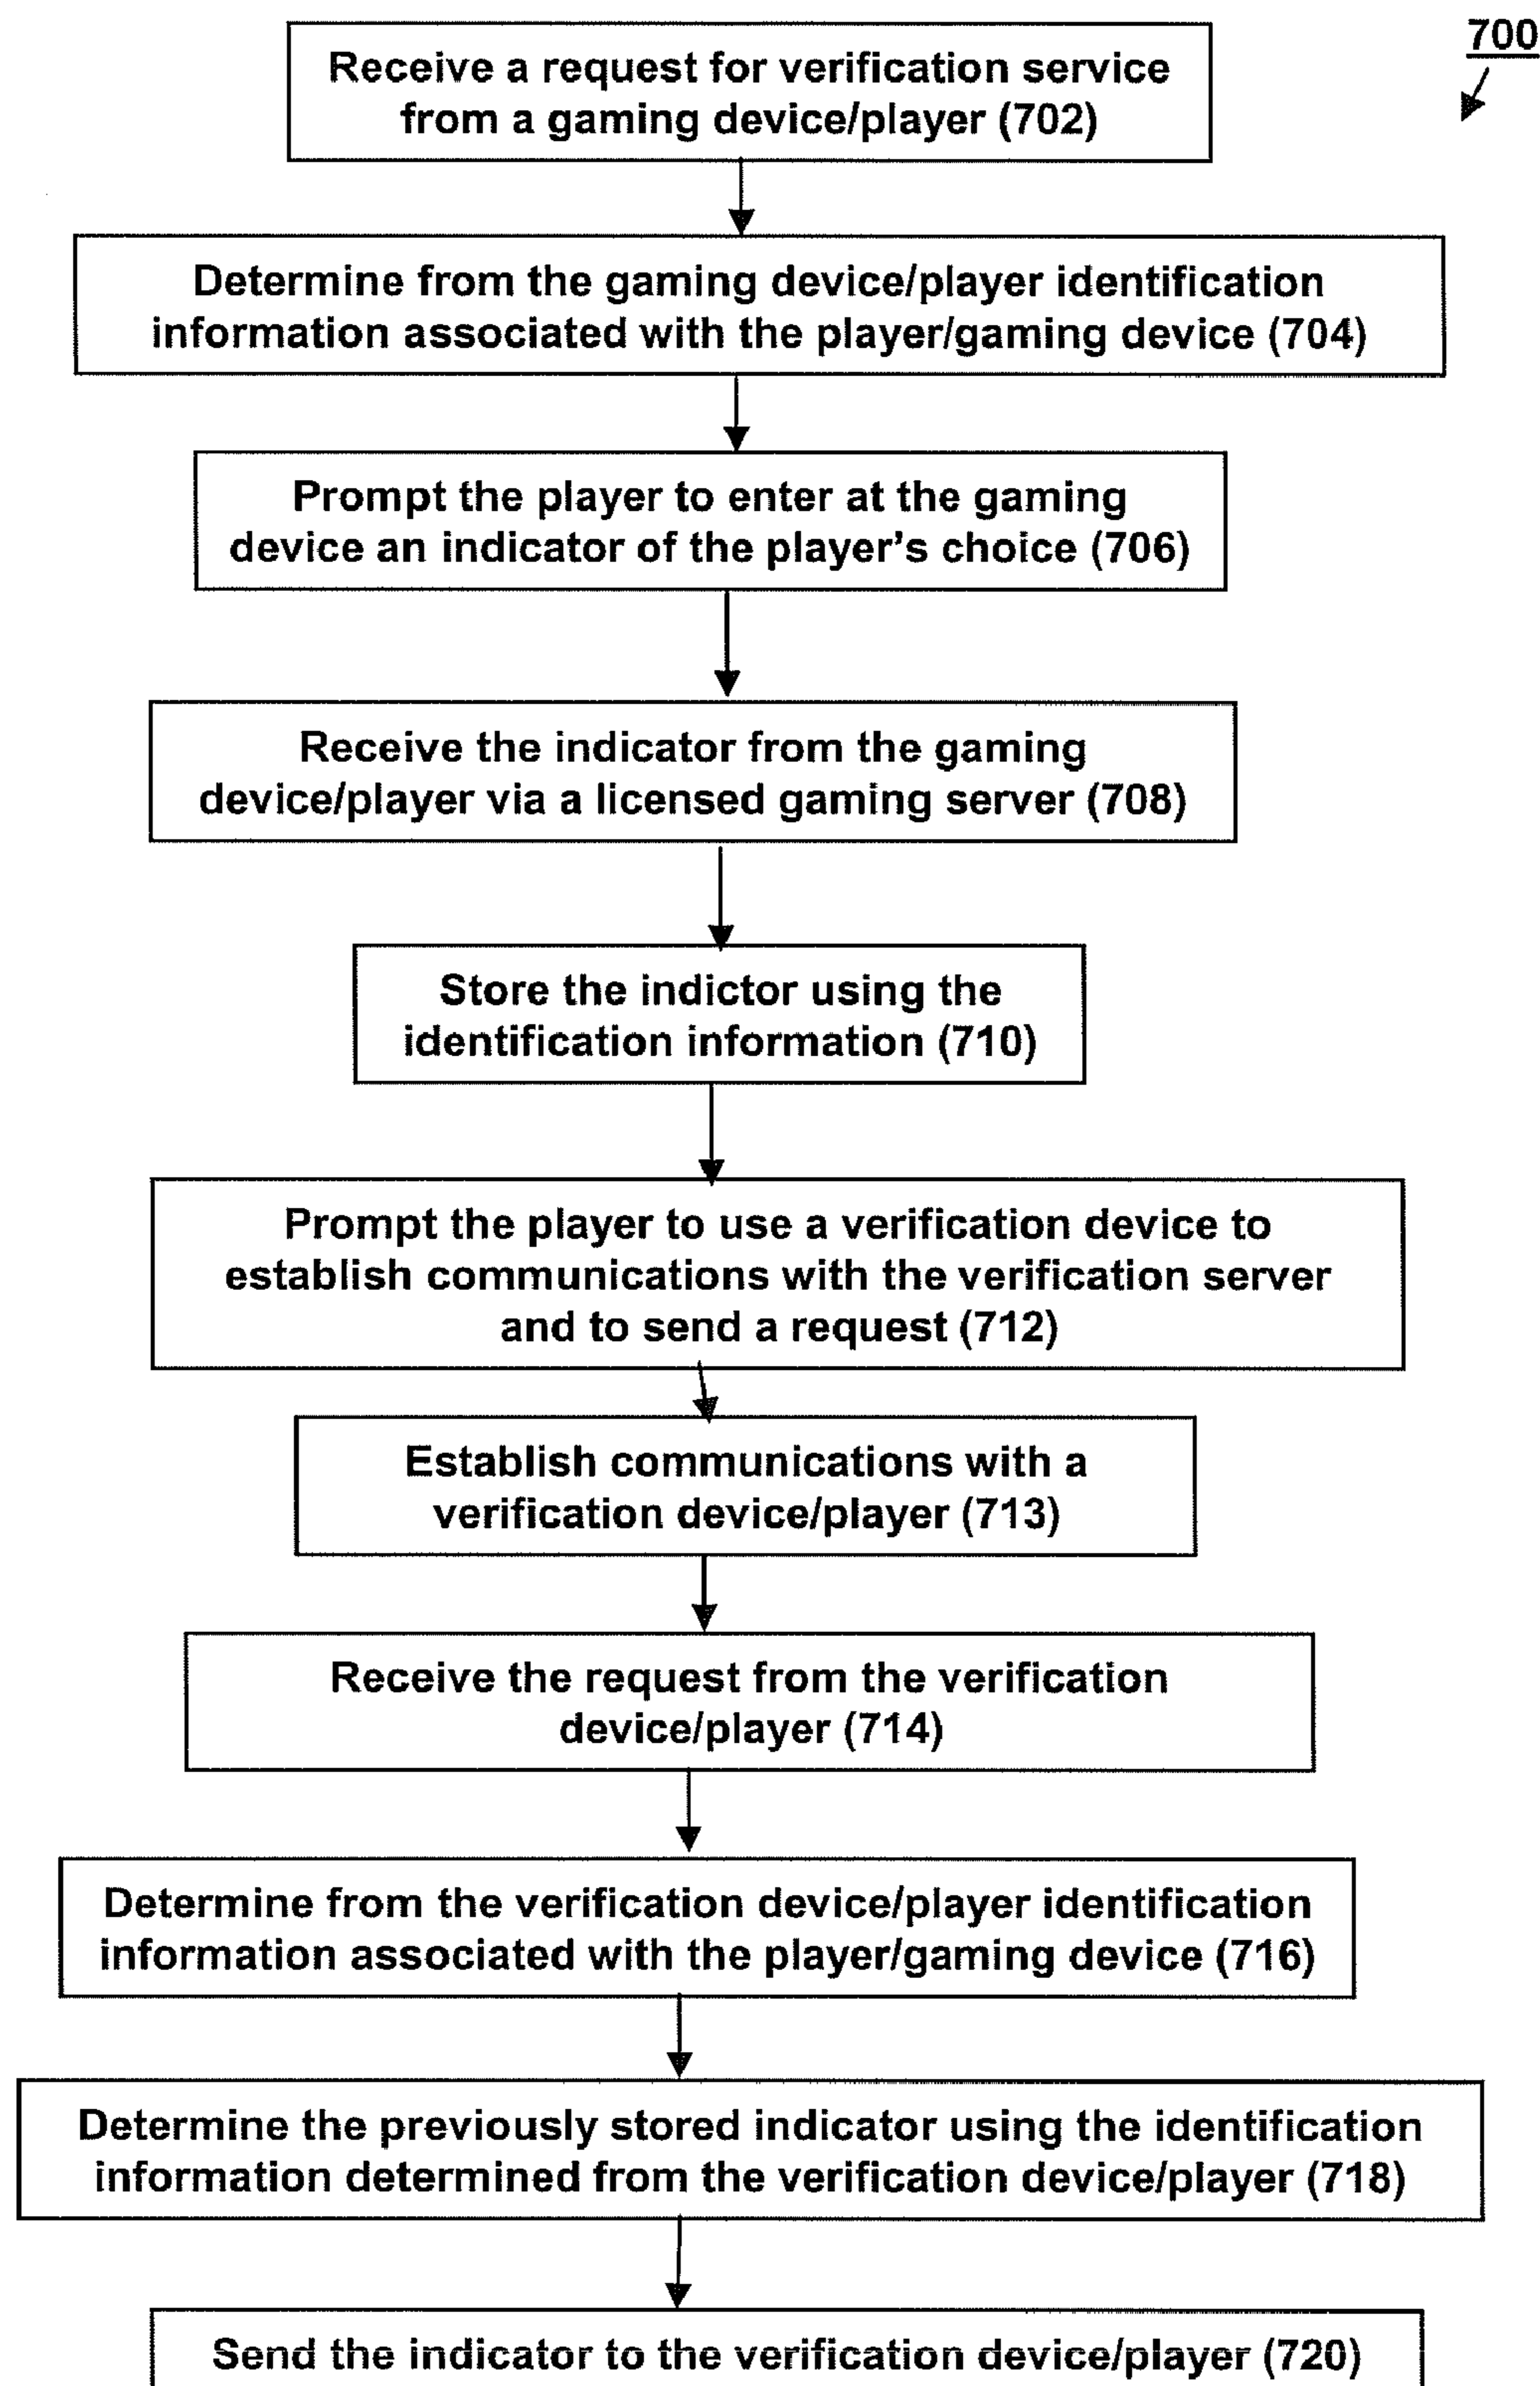 700
Receive a request for verification service
from a gaming device/player (702)
Determine from the gaming device/player identification
information associated with the player/gaming device (704)
Prompt the player to enter at the gaming
device an indicator of the player's choice (706)
Receive the indicator from the gaming
device/player via a licensed gaming server (708)
Store the indictor using the
identification information (710)
Prompt the player to use a verification device to
establish communications with the verification server
and to send a request (712)
Establish communications with a
verification device/player (713)
Receive the request from the verification
device/player (714)
Determine from the verification device/player identification
information associated with the player/gaming device (716)
Determine the previously stored indicator using the identification
information determined from the verification device/player (718)
Send the indicator to the verification device/player (720)